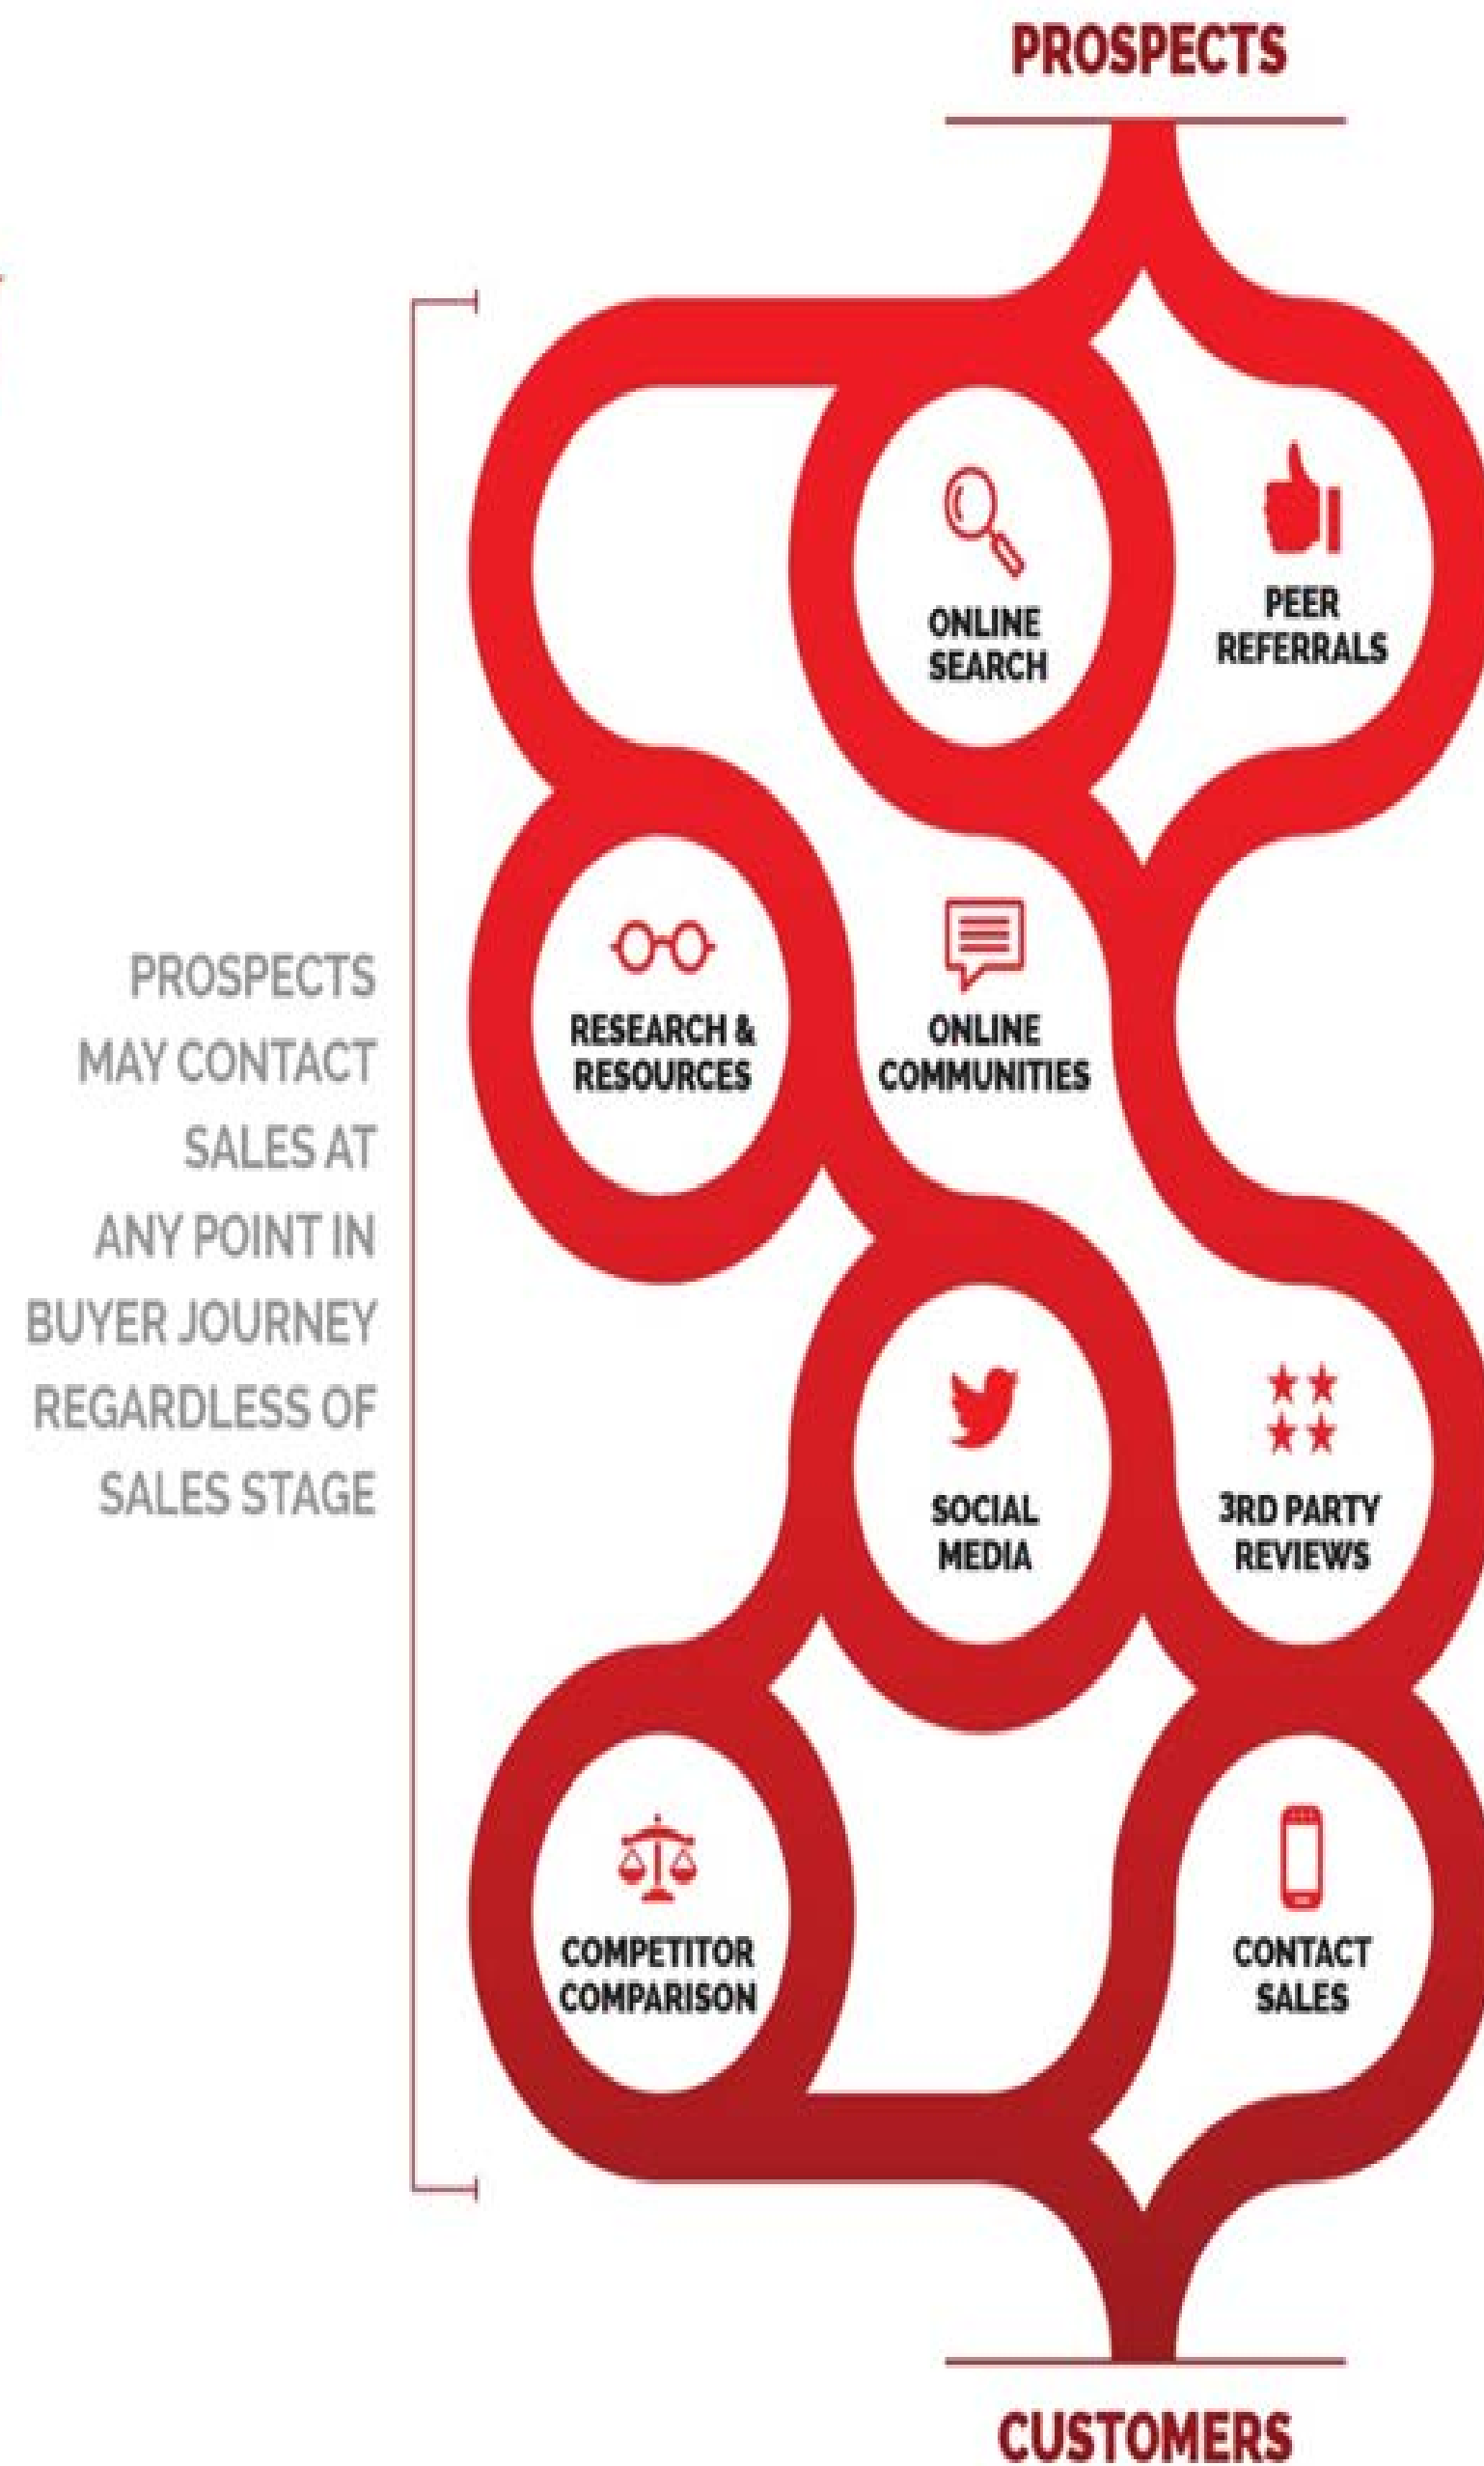 PROSPECTS
ONLINE
SEARCH
PEER
REFERRALS
RESEARCH &
RESOURCES
ONLINE
COMMUNITIES
PROSPECTS
MAY CONTACT
SALES AT
ANY POINT IN
BUYER JOURNEY
REGARDLESS OF
SALES STAGE
SOCIAL
MEDIA
3RD PARTY
REVIEWS
COMPETITOR
COMPARISON
CONTACT
SALES
CUSTOMERS